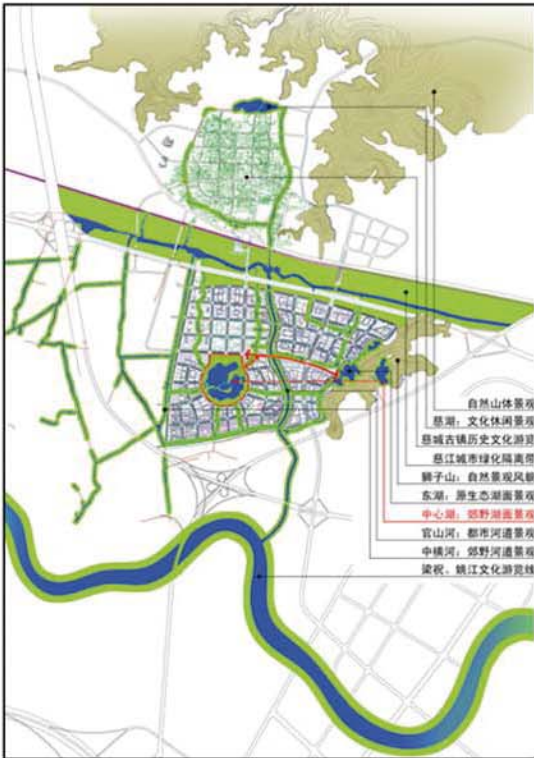 自然山体景观
慈湖：文化休闲景观
慈城古镇历史文化游览
慈江城市绿化隔离带
狮子山：自然景观风貌
东湖：原生态湖面景观
中心湖：郊野湖面景观
官山河：都市河道景观
中横河：郊野河道景观
梁祝、姚江文化游览线